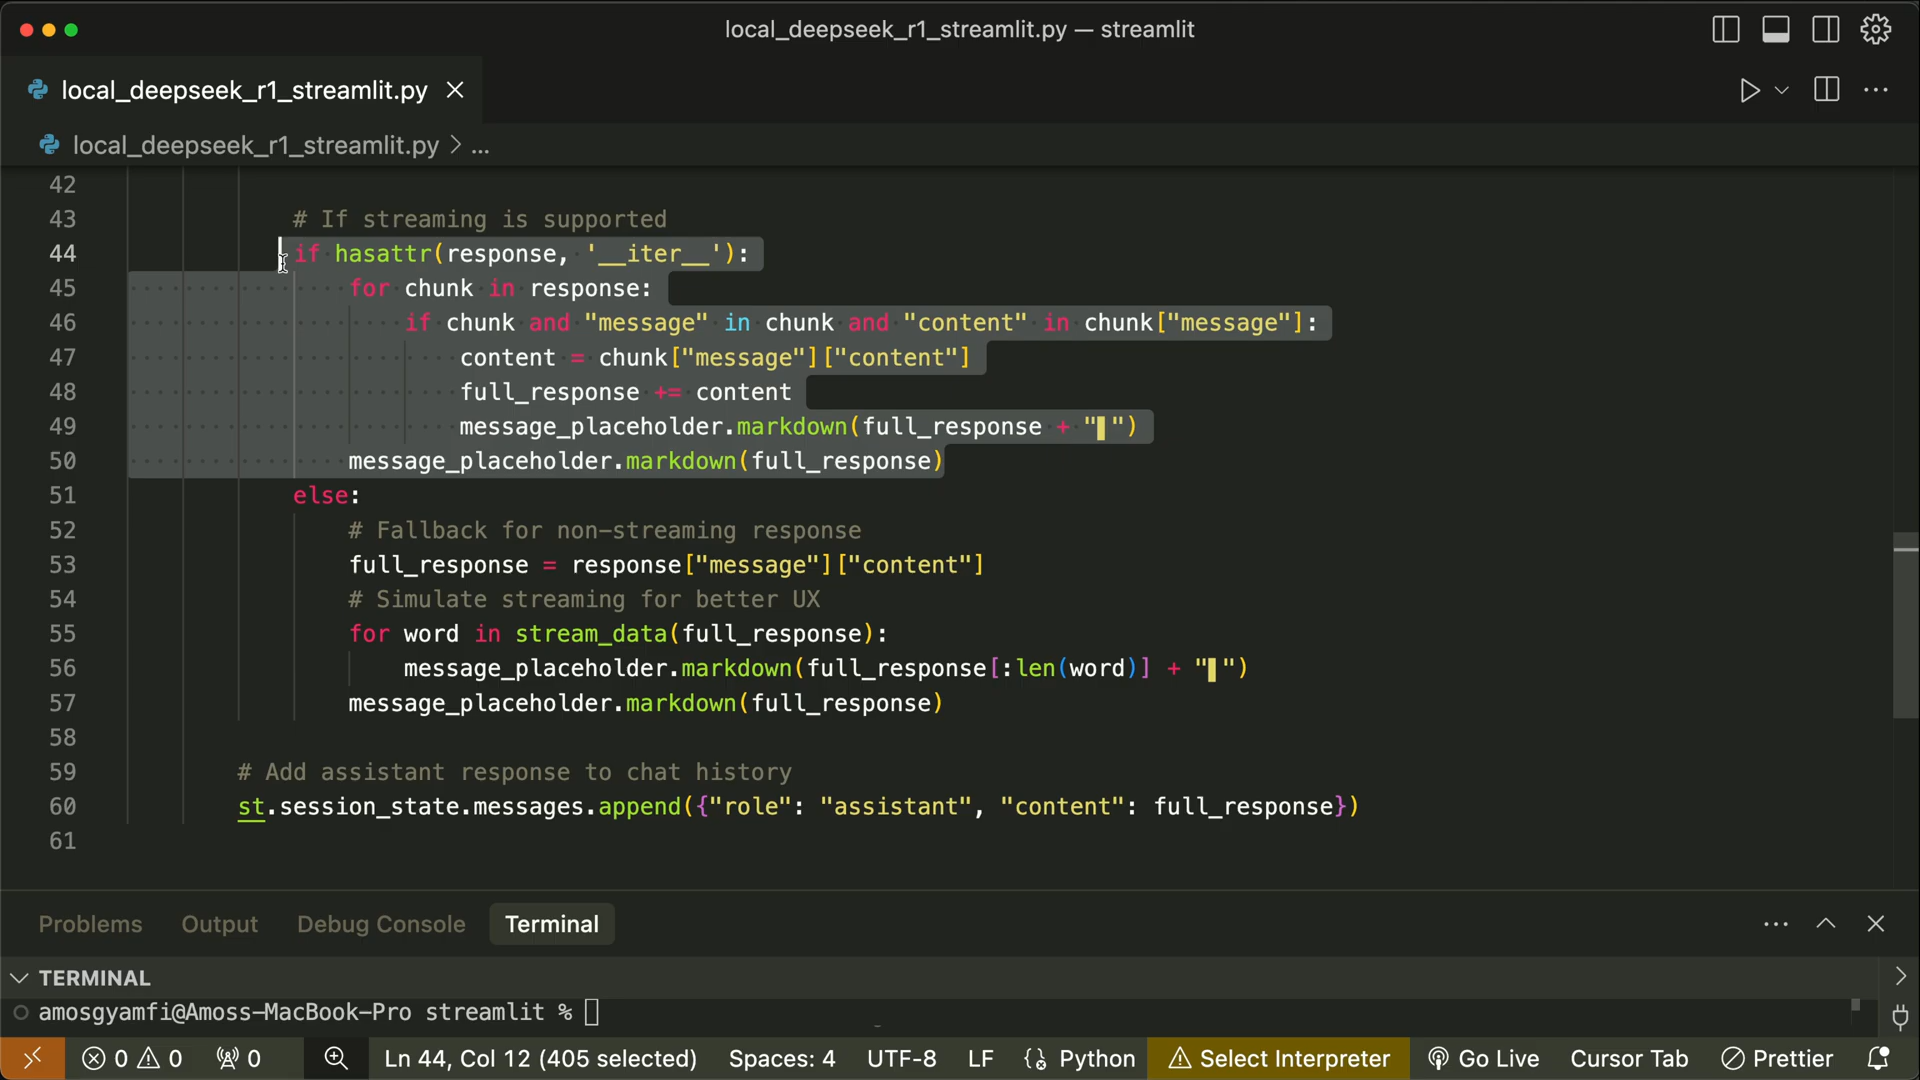 local_deepseek_r1_streamlit.py — streamlit
local_deepseek_r1_streamlit.py
local_deepseek_r1_streamlit.py > ...
42
43 # If streaming is supported
44 if hasattr(response, '__iter__'):
45 for chunk in response:
46 if chunk and "message" in chunk and "content" in chunk["message"]:
47 content = chunk["message"]["content"]
48 full_response += content
49 message_placeholder.markdown(full_response + "▌")
50 message_placeholder.markdown(full_response)
51 else:
52 # Fallback for non-streaming response
53 full_response = response["message"]["content"]
54 # Simulate streaming for better UX
55 for word in stream_data(full_response):
56 message_placeholder.markdown(full_response[:len(word)] + "▌")
57 message_placeholder.markdown(full_response)
58
59 # Add assistant response to chat history
60 st.session_state.messages.append({"role": "assistant", "content": full_response})
61
Problems Output Debug Console Terminal
TERMINAL
amosgyamfi@Amoss-MacBook-Pro streamlit %
0 0 0 Ln 44, Col 12 (405 selected) Spaces: 4 UTF-8 LF Python Select Interpreter Go Live Cursor Tab Prettier